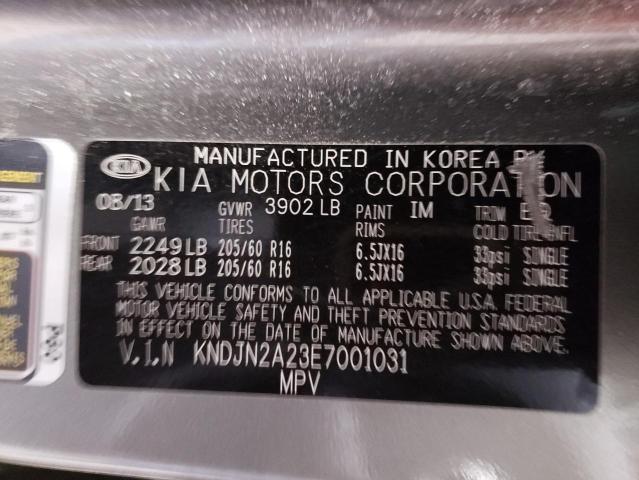 MANUFACTURED IN KOREA BY
KIA KIA MOTORS CORPORATION
08/13 GVWR 3902 LB PAINT IM TRIM
GAWR TIRES RIMS COLD TIRE INFL
FRONT 2249 LB 205/60 R16 6.5JX16 33psi SINGLE
REAR 2028 LB 205/60 R16 6.5JX16 33psi SINGLE
THIS VEHICLE CONFORMS TO ALL APPLICABLE U.S.A. FEDERAL
MOTOR VEHICLE SAFETY AND THEFT PREVENTION STANDARDS
IN EFFECT ON THE DATE OF MANUFACTURE SHOWN ABOVE.
V.I.N KNDJN2A23E7001031
MPV